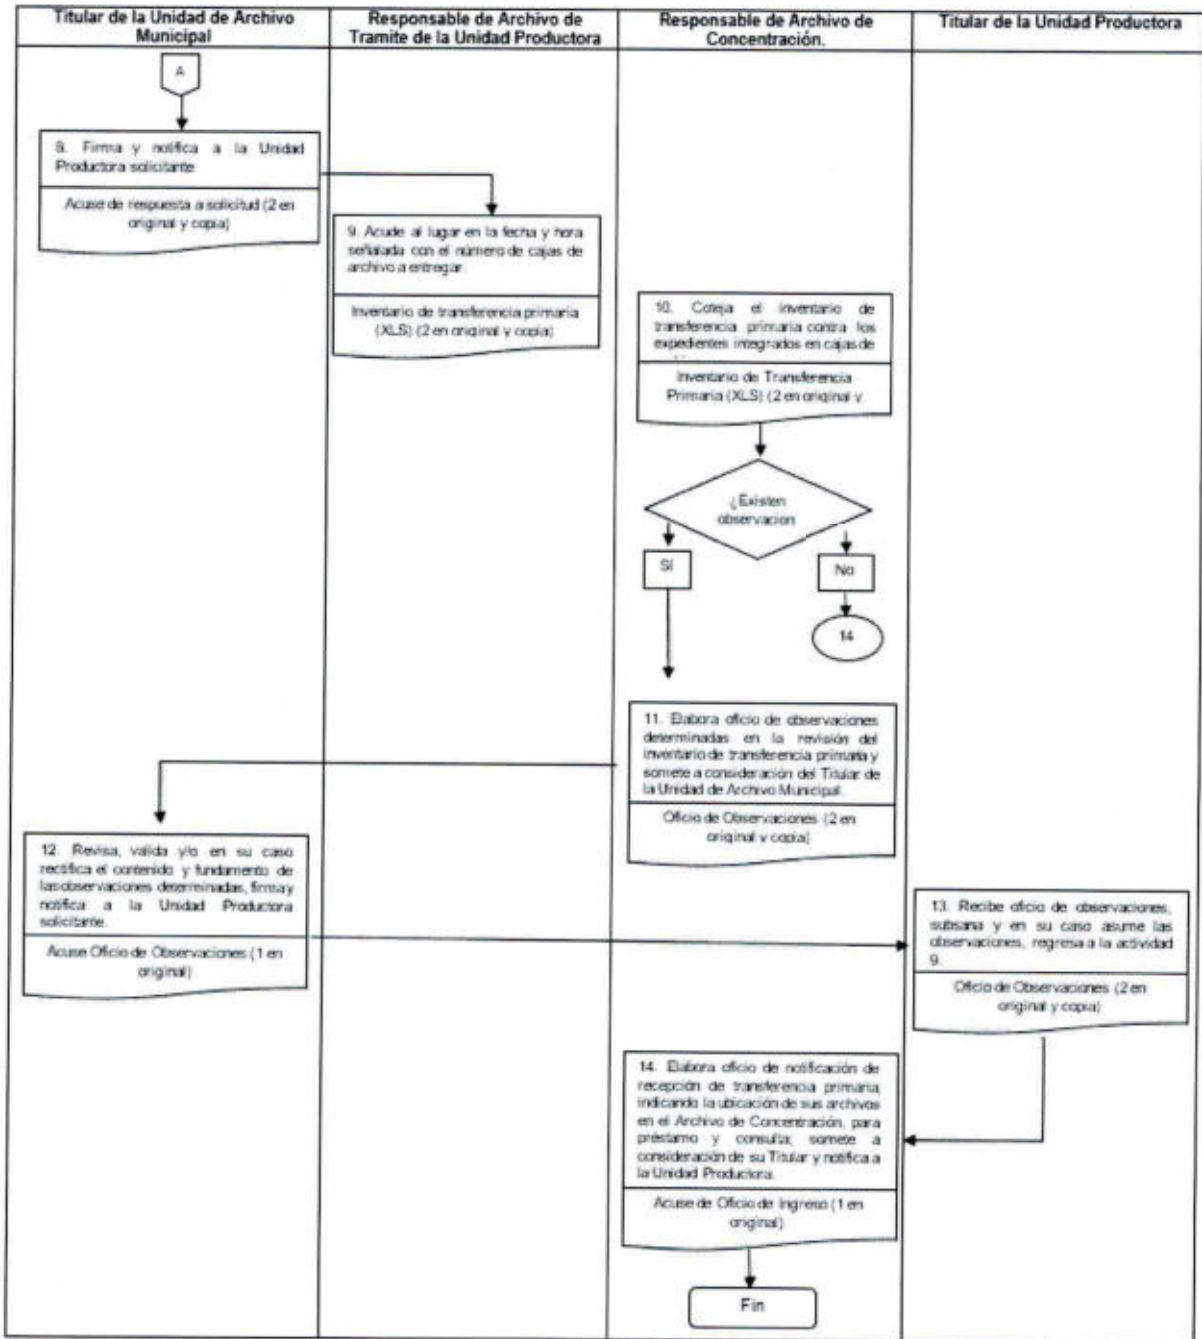 Titular de la Unidad de Archivo
Municipal
Responsable de Archivo de
Tramite de la Unidad Productora
Responsable de Archivo de
Concentración.
Titular de la Unidad Productora
A
8. Firma y notifica a la Unidad
Productora solicitante
Acuse de respuesta a solicitud (2 en
original y copia)
9. Acude al lugar en la fecha y hora
señalada con el número de cajas de
archivo a entregar
Inventario de transferencia primaria
(XLS) (2 en original y copia)
10. Coteja el inventario de
transferencia primaria contra los
expedientes integrados en cajas de
Inventario de Transferencia
Primaria (XLS) (2 en original y
¿Existen
observacion
Sí
No
14
11. Elabora oficio de observaciones
determinadas en la revisión del
inventario de transferencia primaria y
somete a consideración del Titular de
la Unidad de Archivo Municipal.
Oficio de Observaciones (2 en
original y copia)
12. Revisa, valida y/o en su caso
rectifica el contenido y fundamento de
las observaciones determinadas, firma y
notifica a la Unidad Productora
solicitante.
Acuse Oficio de Observaciones (1 en
original)
13. Recibe oficio de observaciones,
subsana y en su caso asume las
observaciones, regresa a la actividad
9.
Oficio de Observaciones (2 en
original y copia)
14. Elabora oficio de notificación de
recepción de transferencia primaria,
indicando la ubicación de sus archivos
en el Archivo de Concentración, para
préstamo y consulta; somete a
consideración de su Titular y notifica a
la Unidad Productora.
Acuse de Oficio de Ingreso (1 en
original)
Fin